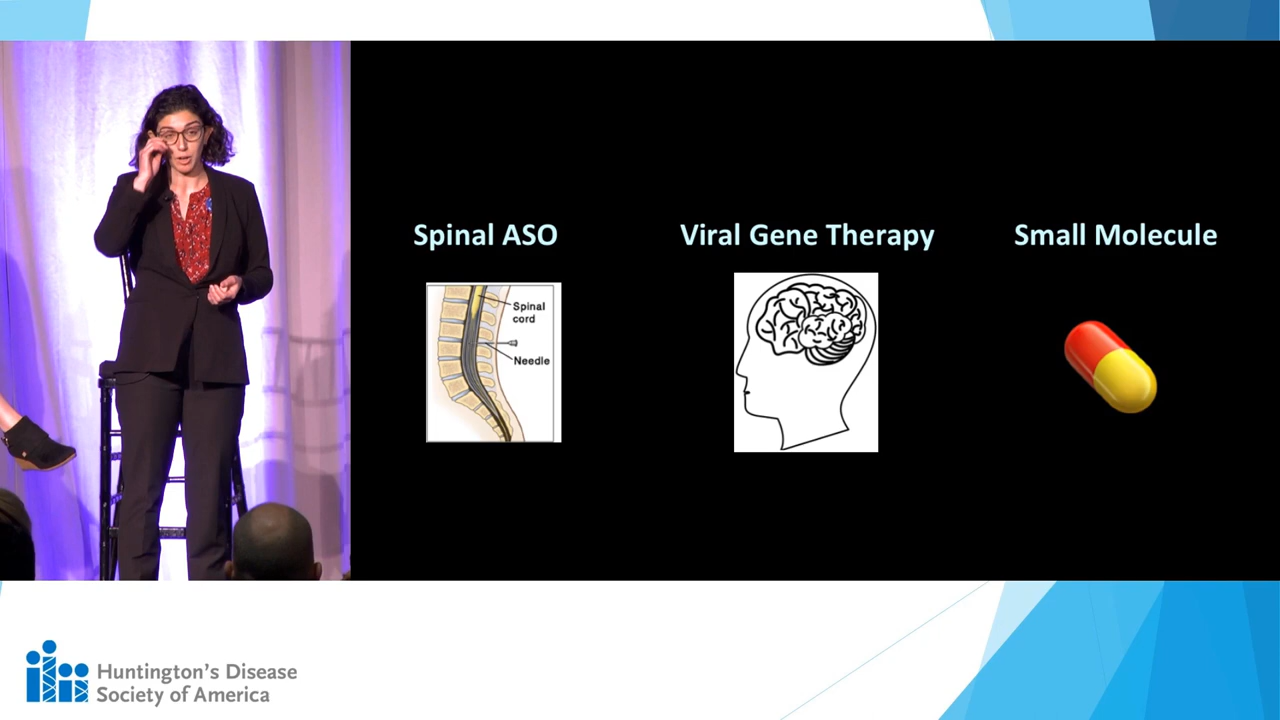 Spinal ASO
Viral Gene Therapy
Small Molecule
Spinal
cord
Needle
Huntington's Disease
Society of America